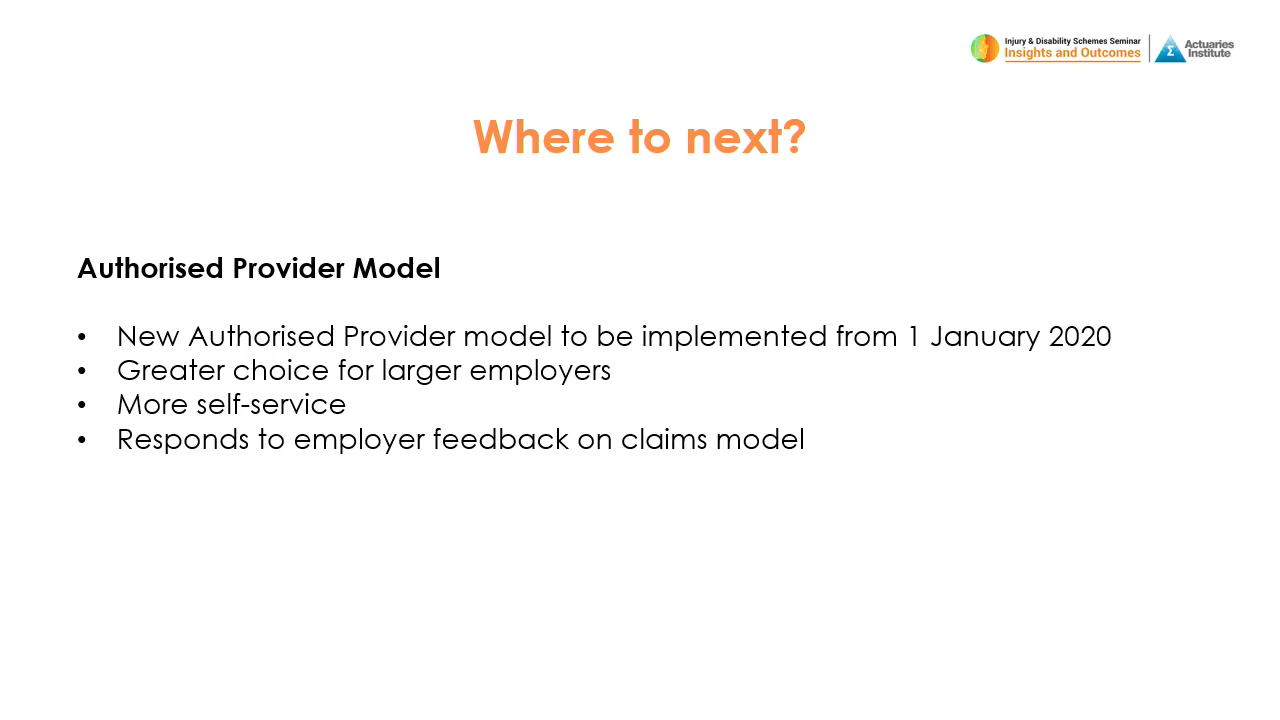 Injury & Disability Schemes Seminar
Insights and Outcomes
Actuaries
Institute
Where to next?
Authorised Provider Model
• New Authorised Provider model to be implemented from 1 January 2020
• Greater choice for larger employers
• More self-service
• Responds to employer feedback on claims model